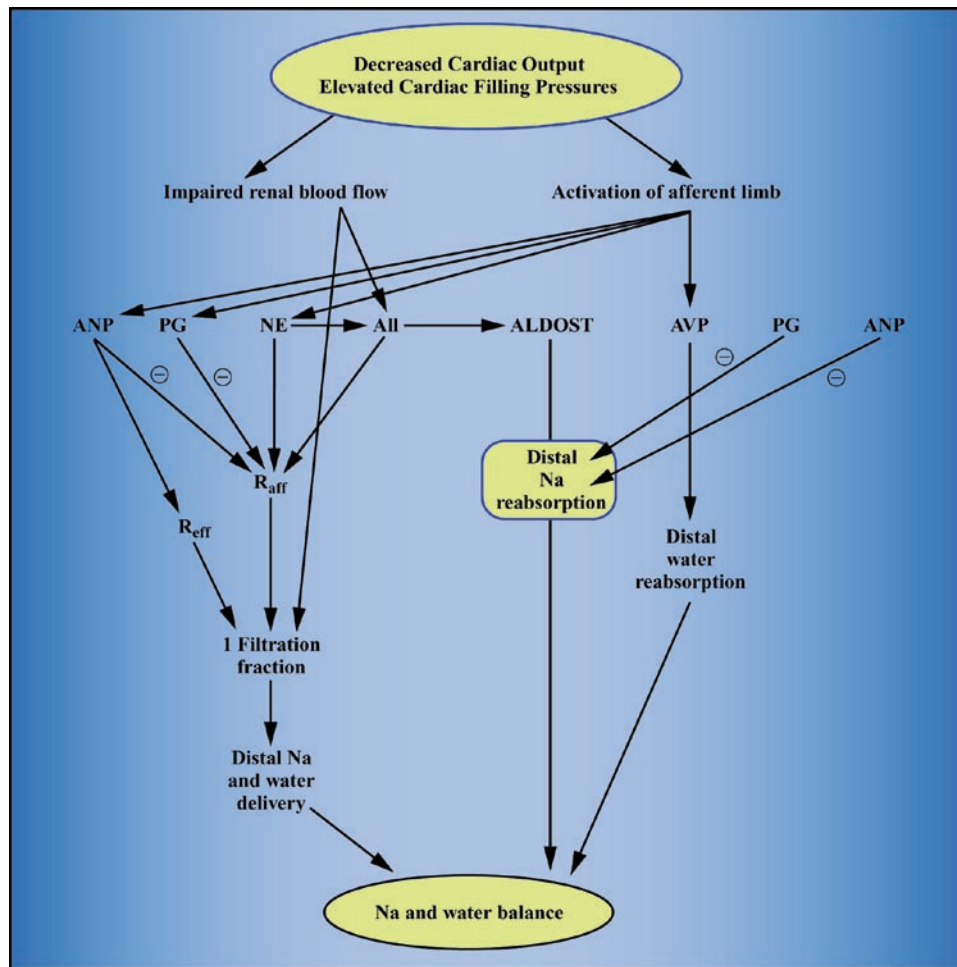 Decreased Cardiac Output
Elevated Cardiac Filling Pressures
Impaired renal blood flow
Activation of afferent limb
ANP
PG
NE
All
ALDOST
AVP
PG
ANP
⊖
⊖
⊖
⊖
Raff
Distal
Na
reabsorption
Reff
Distal
water
reabsorption
1 Filtration
fraction
Distal Na
and water
delivery
Na and water balance